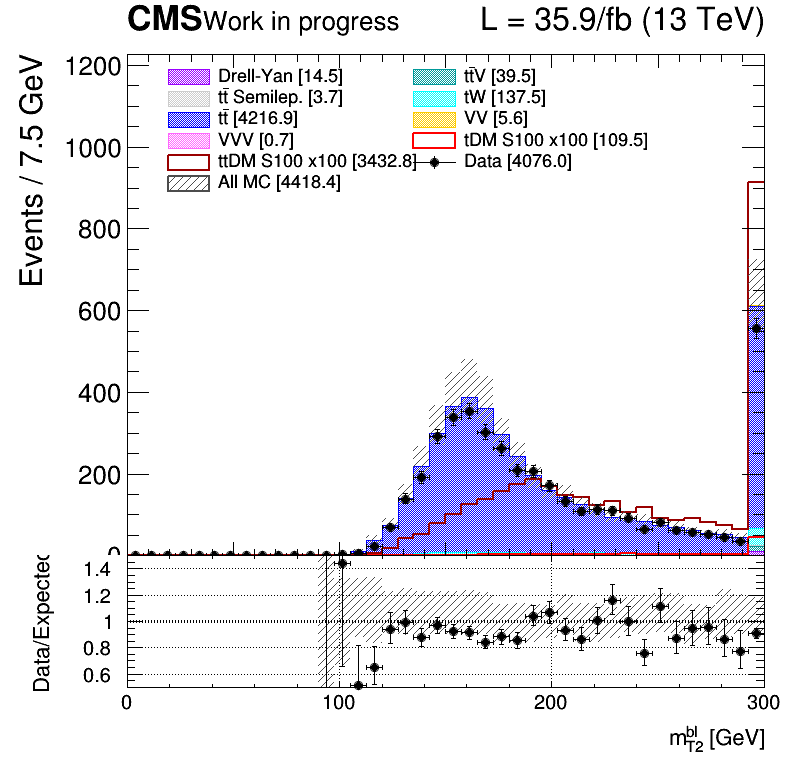 CMS Work in progress L = 35.9/fb (13 TeV)
Events / 7.5 GeV
1200
1000
800
600
400
200
0
Drell-Yan [14.5]
tt̄ Semilep. [3.7]
tt̄ [4216.9]
VVV [0.7]
ttDM S100 x100 [3432.8]
All MC [4418.4]
tt̄V [39.5]
tW [137.5]
VV [5.6]
tDM S100 x100 [109.5]
Data [4076.0]
Data/Expected
1.4
1.2
1
0.8
0.6
0 100 200 300
m_{T2}^{bl} [GeV]